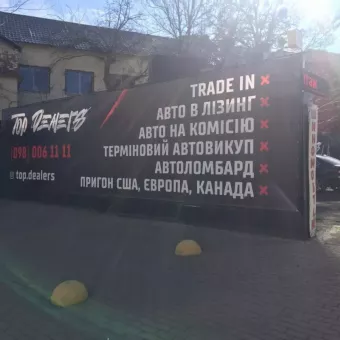 Top Dealers
(098) 006 11 11
top.dealers
TRADE IN
АВТО В ЛІЗИНГ
АВТО НА КОМІСІЮ
ТЕРМІНОВИЙ АВТОВИКУП
АВТОЛОМБАРД
ПРИГОН США, ЄВРОПА, КАНАДА